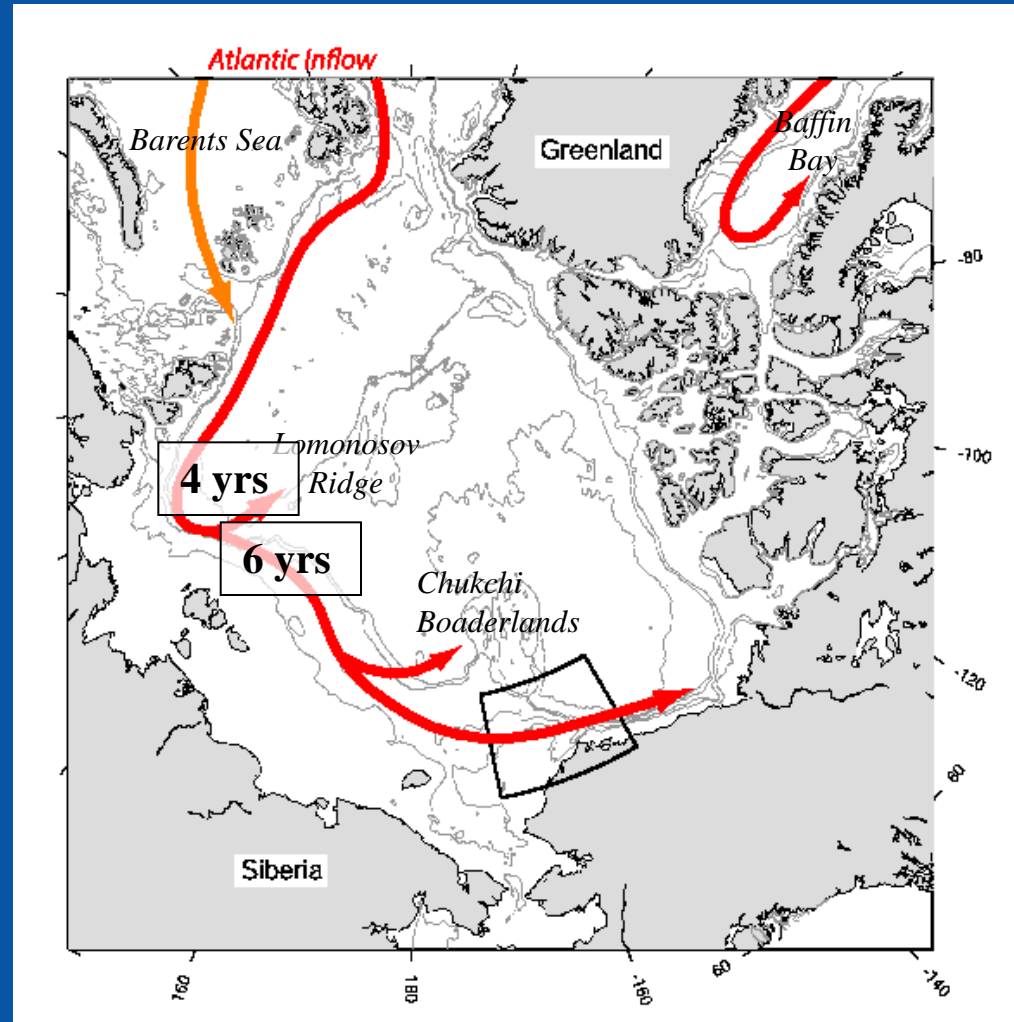 Atlantic Inflow
Barents Sea
Greenland
Baffin
Bay
-80
Lomonosov
Ridge
-100
4 yrs
6 yrs
Chukchi
Boaderlands
-120
60
Siberia
160
180
-160
60
-140